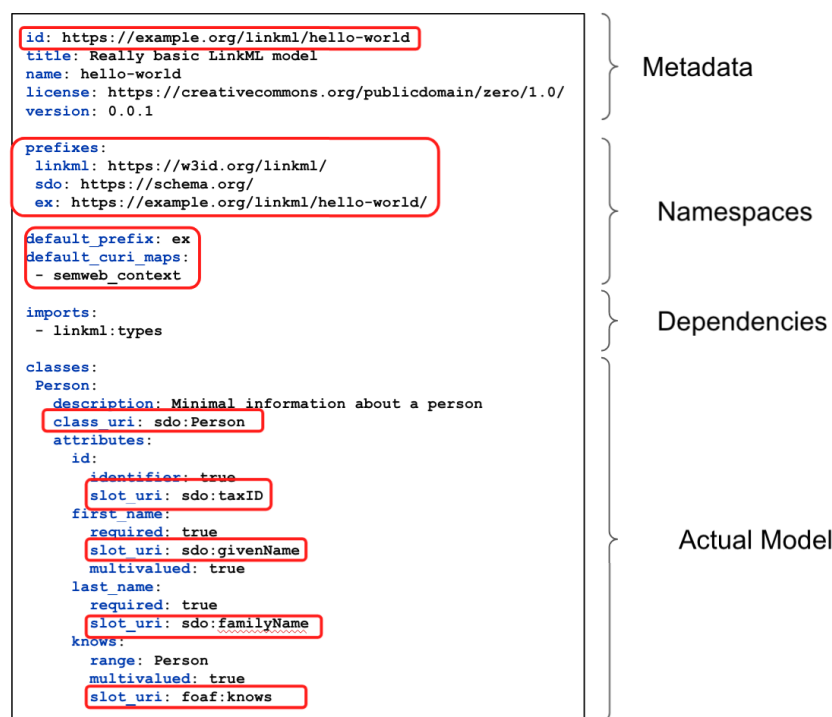 id: https://example.org/linkml/hello-world
title: Really basic LinkML model
name: hello-world
license: https://creativecommons.org/publicdomain/zero/1.0/
version: 0.0.1
Metadata
prefixes:
linkml: https://w3id.org/linkml/
sdo: https://schema.org/
ex: https://example.org/linkml/hello-world/
default_prefix: ex
default_curi_maps:
- semweb_context
Namespaces
imports:
- linkml:types
Dependencies
classes:
Person:
description: Minimal information about a person
class_uri: sdo:Person
attributes:
id:
identifier: true
slot_uri: sdo:taxID
first_name:
required: true
slot_uri: sdo:givenName
multivalued: true
last_name:
required: true
slot_uri: sdo:familyName
knows:
range: Person
multivalued: true
slot_uri: foaf:knows
Actual Model